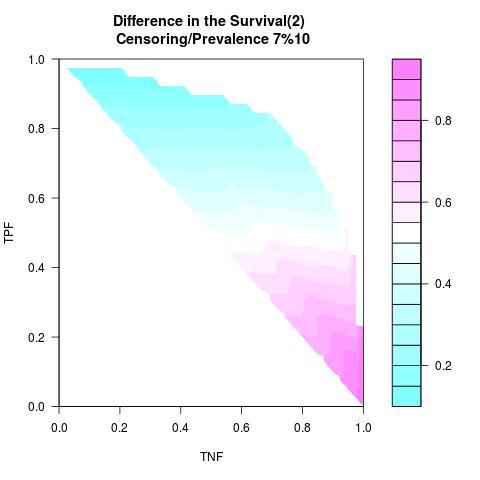 Difference in the Survival(2)
Censoring/Prevalence 7%10
1.0
0.8
0.6
0.4
0.2
0.0
TPF
0.0 0.2 0.4 0.6 0.8 1.0
TNF
0.8
0.6
0.4
0.2